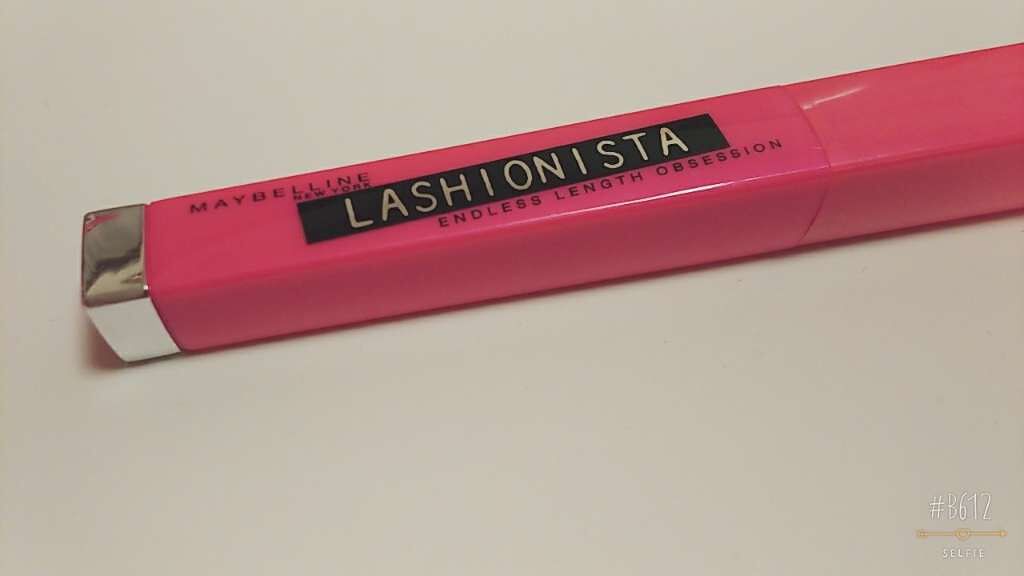 MAYBELLINE
NEW YORK
LASHIONISTA
ENDLESS LENGTH OBSESSION
#B612
SELFIE